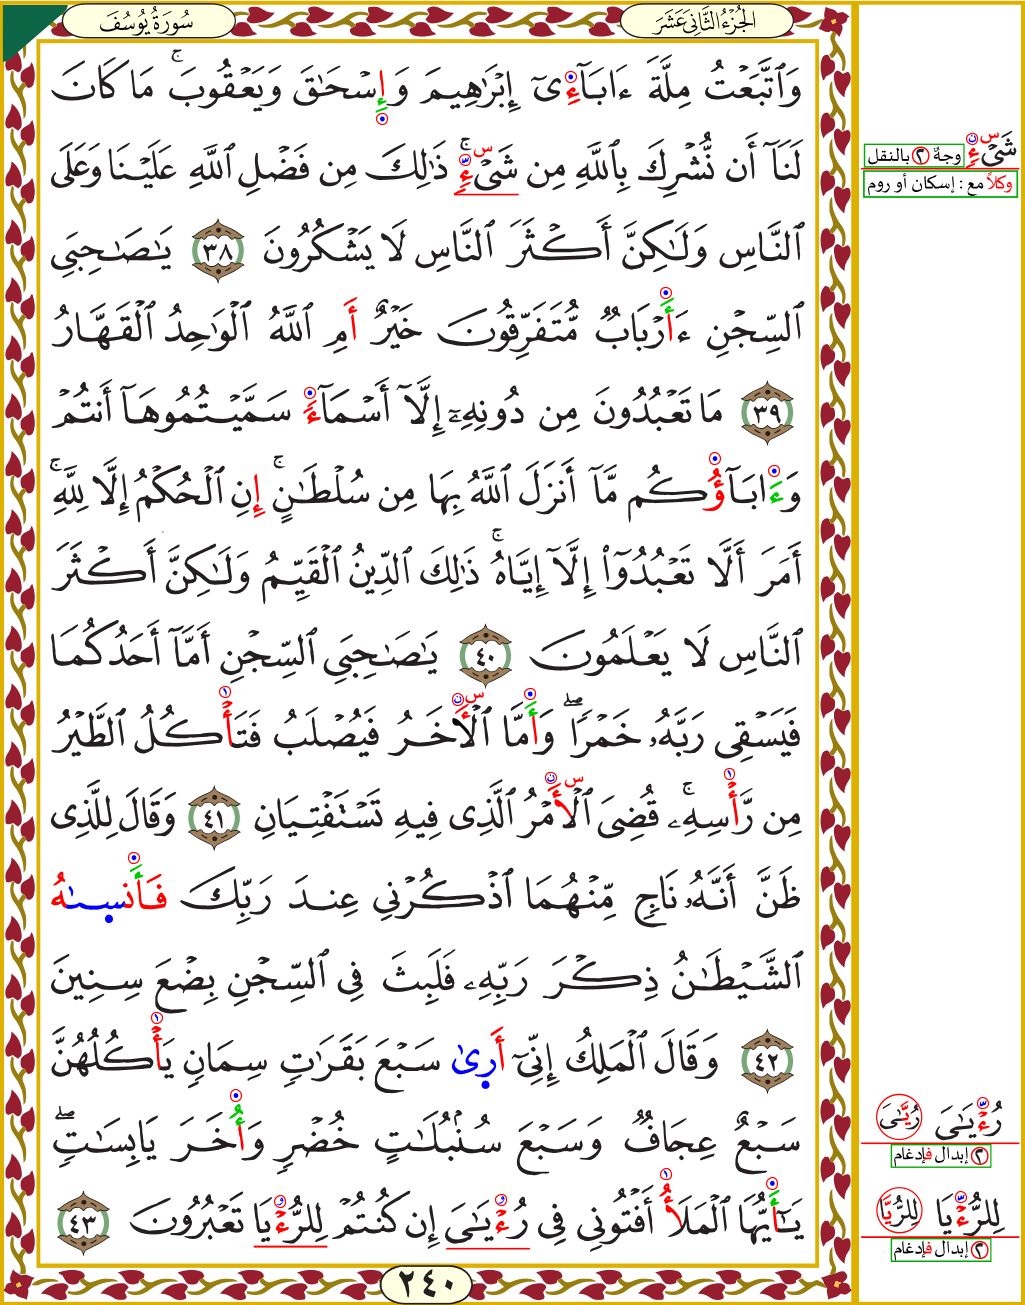 سُورَةُ يُوسُفَ
الجُزْءُ الثَّانِيَ عَشَرَ
وَٱتَّبَعْتُ مِلَّةَ ءَابَآءِىٓ إِبْرَٰهِيمَ وَإِسْحَٰقَ وَيَعْقُوبَ ۚ مَا كَانَ
لَنَآ أَن نُّشْرِكَ بِٱللَّهِ مِن شَىْءٍ ۚ ذَٰلِكَ مِن فَضْلِ ٱللَّهِ عَلَيْنَا وَعَلَى
ٱلنَّاسِ وَلَٰكِنَّ أَكْثَرَ ٱلنَّاسِ لَا يَشْكُرُونَ ٣٨ يَٰصَٰحِبَىِ
ٱلسِّجْنِ ءَأَرْبَابٌ مُّتَفَرِّقُونَ خَيْرٌ أَمِ ٱللَّهُ ٱلْوَٰحِدُ ٱلْقَهَّارُ
٣٩ مَا تَعْبُدُونَ مِن دُونِهِۦٓ إِلَّآ أَسْمَآءً سَمَّيْتُمُوهَآ أَنتُمْ
وَءَابَآؤُكُم مَّآ أَنزَلَ ٱللَّهُ بِهَا مِن سُلْطَٰنٍ ۚ إِنِ ٱلْحُكْمُ إِلَّا لِلَّهِ ۚ
أَمَرَ أَلَّا تَعْبُدُوٓا۟ إِلَّآ إِيَّاهُ ۚ ذَٰلِكَ ٱلدِّينُ ٱلْقَيِّمُ وَلَٰكِنَّ أَكْثَرَ
ٱلنَّاسِ لَا يَعْلَمُونَ ٤٠ يَٰصَٰحِبَىِ ٱلسِّجْنِ أَمَّآ أَحَدُكُمَا
فَيَسْقِى رَبَّهُۥ خَمْرًا ۖ وَأَمَّا ٱلْءَاخَرُ فَيُصْلَبُ فَتَأْكُلُ ٱلطَّيْرُ
مِن رَّأْسِهِۦ ۚ قُضِىَ ٱلْأَمْرُ ٱلَّذِى فِيهِ تَسْتَفْتِيَانِ ٤١ وَقَالَ لِلَّذِى
ظَنَّ أَنَّهُۥ نَاجٍ مِّنْهُمَا ٱذْكُرْنِى عِندَ رَبِّكَ فَأَنسَىٰهُ
ٱلشَّيْطَٰنُ ذِكْرَ رَبِّهِۦ فَلَبِثَ فِى ٱلسِّجْنِ بِضْعَ سِنِينَ
٤٢ وَقَالَ ٱلْمَلِكُ إِنِّىٓ أَرَىٰ سَبْعَ بَقَرَٰتٍ سِمَانٍ يَأْكُلُهُنَّ
سَبْعٌ عِجَافٌ وَسَبْعَ سُنۢبُلَٰتٍ خُضْرٍ وَأُخَرَ يَابِسَٰتٍ ۖ
يَٰٓأَيُّهَا ٱلْمَلَأُ أَفْتُونِى فِى رُءْيَٰىَ إِن كُنتُمْ لِلرُّءْيَا تَعْبُرُونَ ٤٣
٢٤٠
شَىْءٍ س ن
وجهٌ ٢ بالنقل
وكلاً مع : إسكان أو روم
رُءْيَٰىَ رُيَّٰىَ
٢ إبدال فإدغام
لِلرُّءْيَا لِلرُّيَّا
٢ إبدال فإدغام